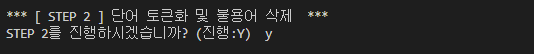 *** [ STEP 2 ] 단어 토큰화 및 불용어 삭제  ***
STEP 2를 진행하시겠습니까? (진행:Y)  y